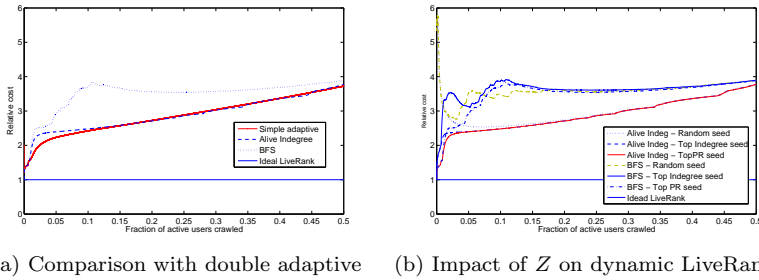 6
5
4
3
2
1
0
Relative cost
Simple adaptive
Alive Indegree
BFS
Ideal LiveRank
0 0.05 0.1 0.15 0.2 0.25 0.3 0.35 0.4 0.45 0.5
Fraction of active users crawled
a) Comparison with double adaptive
6
5
4
3
2
1
0
Relative cost
Alive Indeg − Random seed
Alive Indeg − Top Indegree seed
Alive Indeg − TopPR seed
BFS − Random seed
BFS − Top Indegree seed
BFS − Top PR seed
Idead LiveRank
0 0.05 0.1 0.15 0.2 0.25 0.3 0.35 0.4 0.45 0.5
Fraction of active users crawled
(b) Impact of Z on dynamic LiveRan